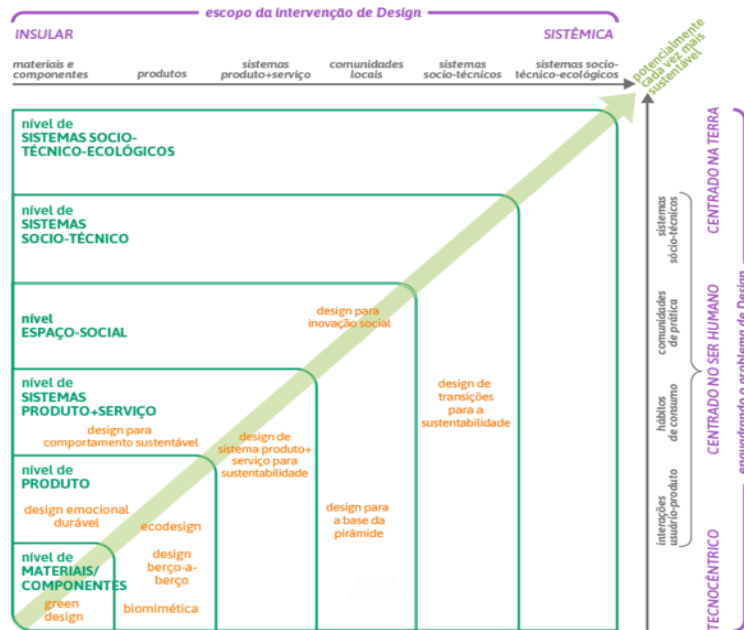 escopo da intervenção de Design
INSULAR
SISTÊMICA
materiais e
componentes
produtos
sistemas
produto+serviço
comunidades
locais
sistemas
socio-técnicos
sistemas socio-
técnico-ecológicos
potencialmente
cada vez mais
sustentável
nível de
SISTEMAS SOCIO-
TÉCNICO-ECOLÓGICOS
nível de
SISTEMAS
SOCIO-TÉCNICO
nível
ESPAÇO-SOCIAL
design para
inovação social
nível de
SISTEMAS
PRODUTO+SERVIÇO
design para
comportamento sustentável
design de
sistema produto+
serviço para
sustentabilidade
design de
transições
para a
sustentabilidade
nível de
PRODUTO
design emocional
durável
ecodesign
design
berço-a-
berço
biomimética
design para
a base da
pirâmide
nível de
MATERIAIS/
COMPONENTES
green
design
sistemas
sócio-técnicos
comunidades
de prática
hábitos
de consumo
interações
usuário-produto
CENTRADO NA TERRA
CENTRADO NO SER HUMANO
TECNOCÊNTRICO
enquadrando o problema de Design